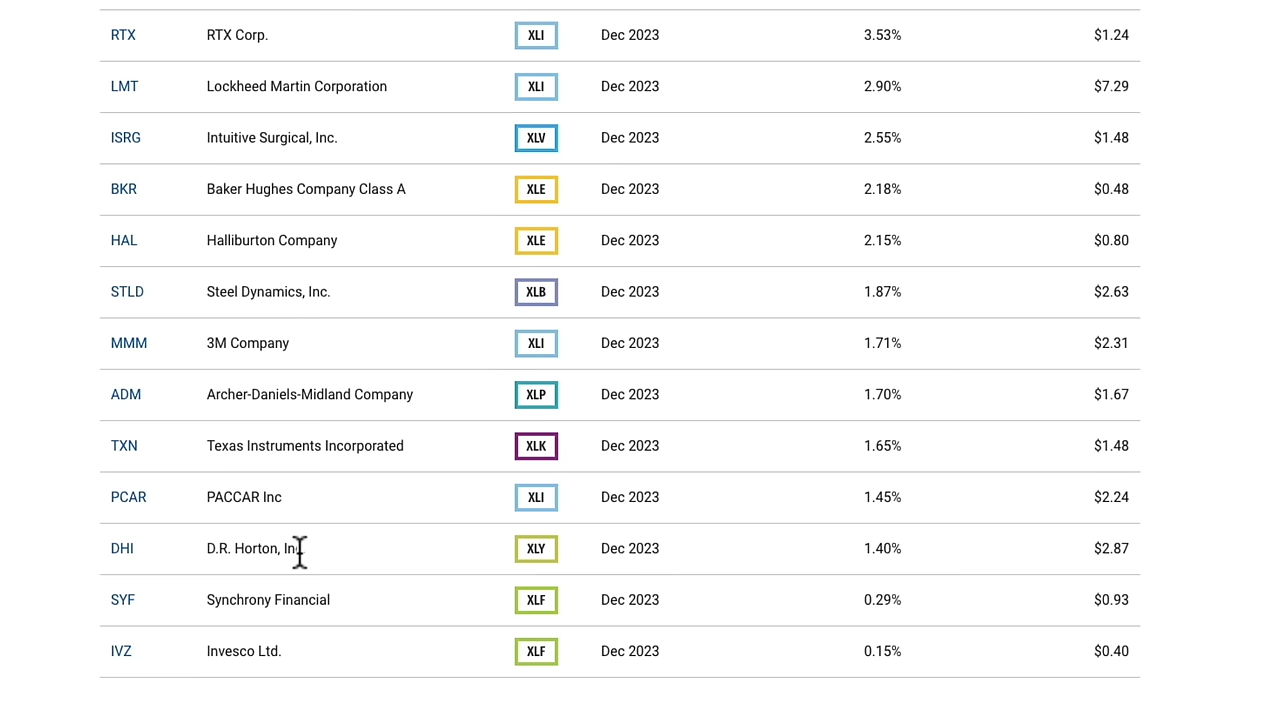 RTX RTX Corp. XLI Dec 2023 3.53% $1.24
LMT Lockheed Martin Corporation XLI Dec 2023 2.90% $7.29
ISRG Intuitive Surgical, Inc. XLV Dec 2023 2.55% $1.48
BKR Baker Hughes Company Class A XLE Dec 2023 2.18% $0.48
HAL Halliburton Company XLE Dec 2023 2.15% $0.80
STLD Steel Dynamics, Inc. XLB Dec 2023 1.87% $2.63
MMM 3M Company XLI Dec 2023 1.71% $2.31
ADM Archer-Daniels-Midland Company XLP Dec 2023 1.70% $1.67
TXN Texas Instruments Incorporated XLK Dec 2023 1.65% $1.48
PCAR PACCAR Inc XLI Dec 2023 1.45% $2.24
DHI D.R. Horton, Inc. XLY Dec 2023 1.40% $2.87
SYF Synchrony Financial XLF Dec 2023 0.29% $0.93
IVZ Invesco Ltd. XLF Dec 2023 0.15% $0.40